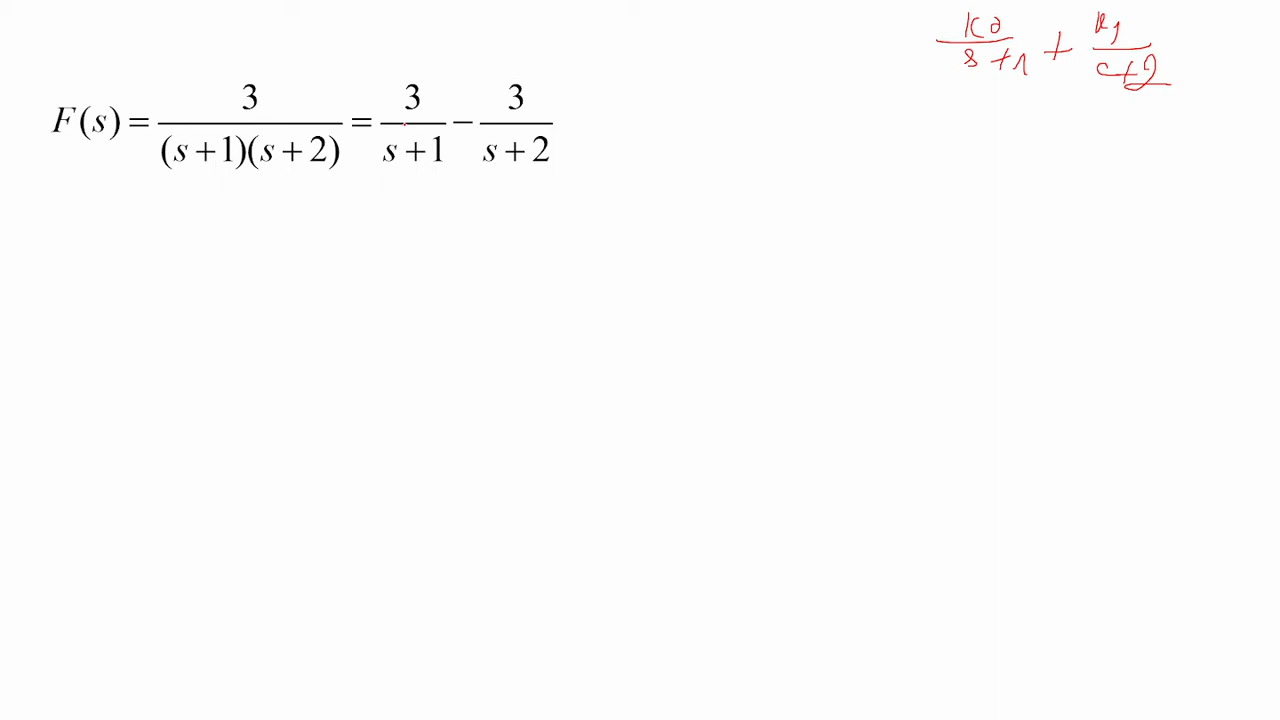 F(s) = 3/((s+1)(s+2)) = 3/(s+1) − 3/(s+2)
k0/(s+1) + k1/(s+2)